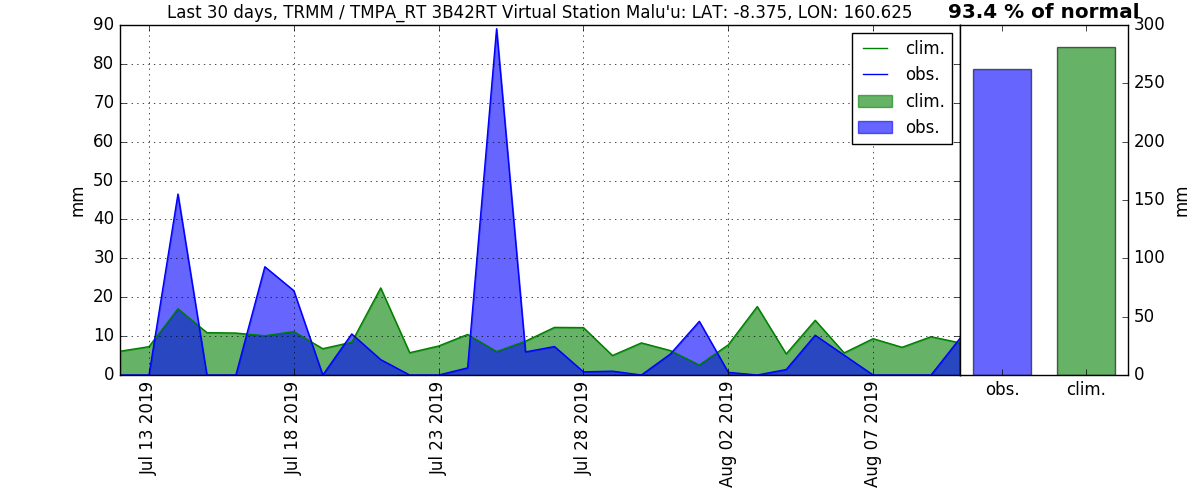 Last 30 days, TRMM / TMPA_RT 3B42RT Virtual Station Malu'u: LAT: -8.375, LON: 160.625
93.4 % of normal
90
80
70
60
50
40
30
20
10
0
mm
Jul 13 2019
Jul 18 2019
Jul 23 2019
Jul 28 2019
Aug 02 2019
Aug 07 2019
clim.
obs.
clim.
obs.
300
250
200
150
100
50
0
mm
obs.
clim.